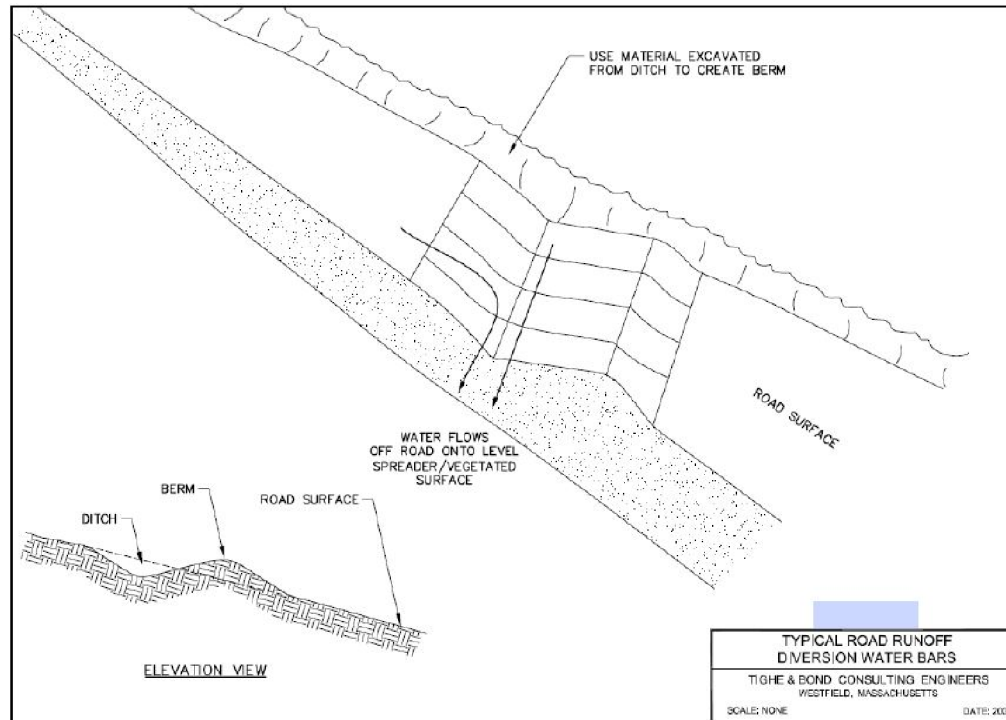 USE MATERIAL EXCAVATED
FROM DITCH TO CREATE BERM
ROAD SURFACE
WATER FLOWS
OFF ROAD ONTO LEVEL
SPREADER/VEGETATED
SURFACE
BERM
ROAD SURFACE
DITCH
ELEVATION VIEW
TYPICAL ROAD RUNOFF
DIVERSION WATER BARS
TIGHE & BOND CONSULTING ENGINEERS
WESTFIELD, MASSACHUSETTS
SCALE: NONE
DATE: